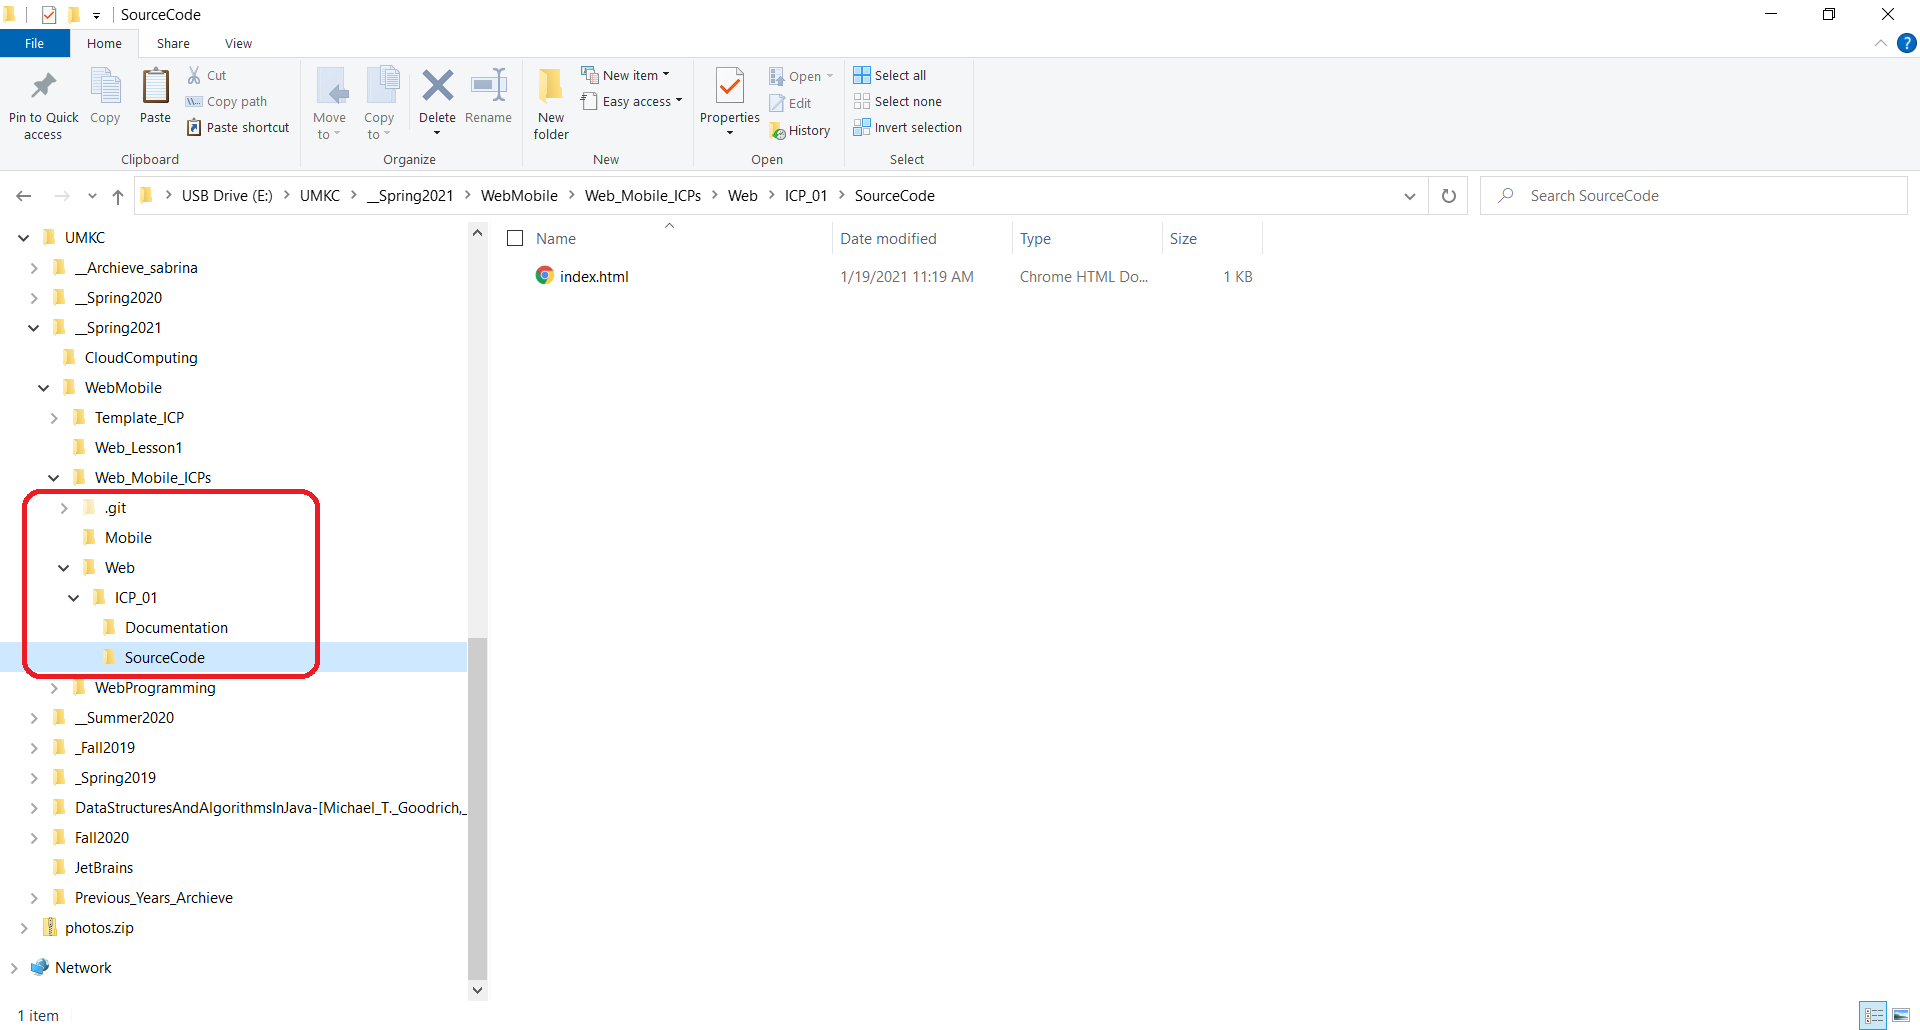 SourceCode
File Home Share View
Pin to Quick access
Copy
Paste
Cut
Copy path
Paste shortcut
Clipboard
Move to
Copy to
Delete
Rename
Organize
New folder
New item
Easy access
New
Properties
Open
Edit
History
Open
Select all
Select none
Invert selection
Select
USB Drive (E:) UMKC __Spring2021 WebMobile Web_Mobile_ICPs Web ICP_01 SourceCode
Search SourceCode
UMKC
__Archieve_sabrina
__Spring2020
__Spring2021
CloudComputing
WebMobile
Template_ICP
Web_Lesson1
Web_Mobile_ICPs
.git
Mobile
Web
ICP_01
Documentation
SourceCode
WebProgramming
__Summer2020
_Fall2019
_Spring2019
DataStructuresAndAlgorithmsInJava-[Michael_T._Goodrich,_
Fall2020
JetBrains
Previous_Years_Archieve
photos.zip
Network
Name Date modified Type Size
index.html 1/19/2021 11:19 AM Chrome HTML Do... 1 KB
1 item